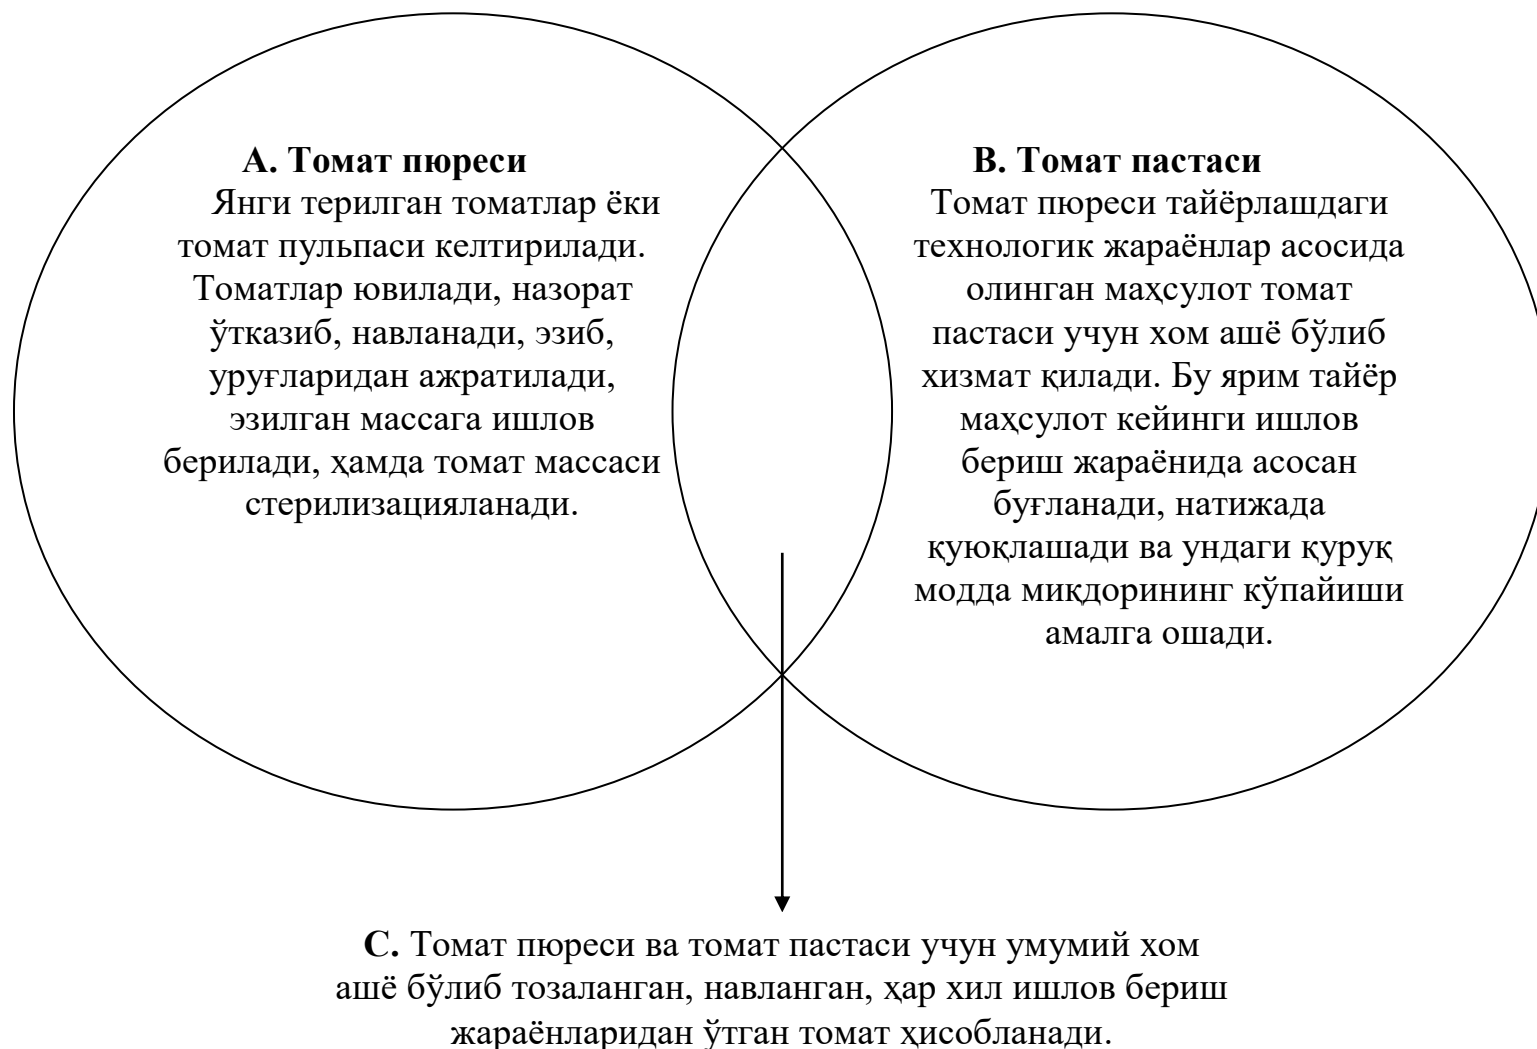 А. Томат пюреси
Янги терилган томатлар ёки
томат пульпаси келтирилади.
Томатлар ювилади, назорат
ўтказиб, навланади, эзиб,
уруғларидан ажратилади,
эзилган массага ишлов
берилади, ҳамда томат массаси
стерилизацияланади.
В. Томат пастаси
Томат пюреси тайёрлашдаги
технологик жараёнлар асосида
олинган маҳсулот томат
пастаси учун хом ашё бўлиб
хизмат қилади. Бу ярим тайёр
маҳсулот кейинги ишлов
бериш жараёнида асосан
буғланади, натижада
қуюқлашади ва ундаги қуруқ
модда миқдорининг кўпайиши
амалга ошади.
С. Томат пюреси ва томат пастаси учун умумий хом
ашё бўлиб тозаланган, навланган, ҳар хил ишлов бериш
жараёнларидан ўтган томат ҳисобланади.